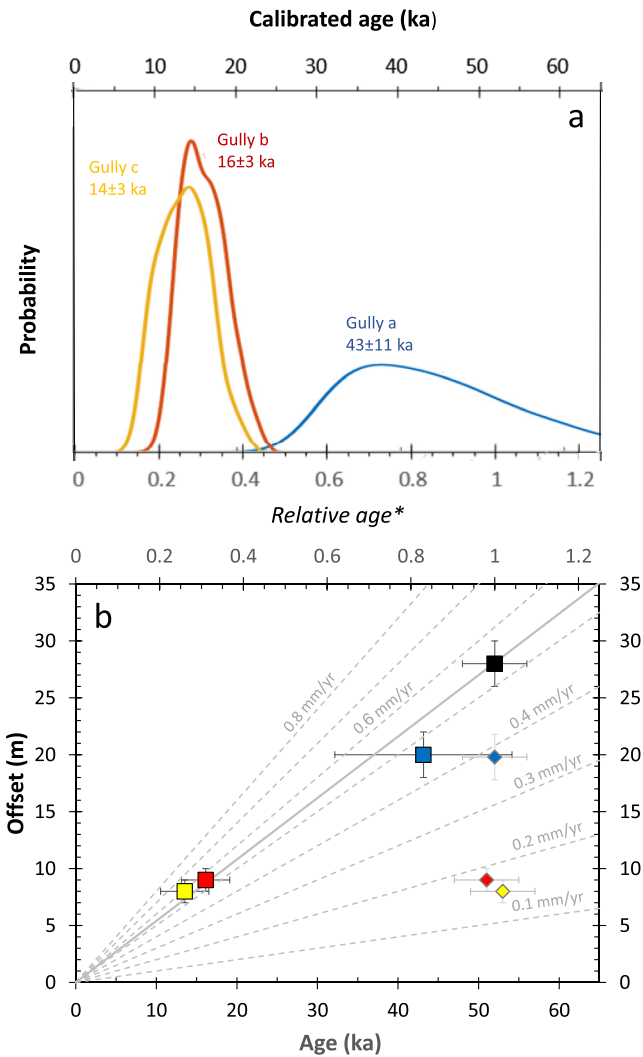 Calibrated age (ka)
0 10 20 30 40 50 60
a
Gully b
16±3 ka
Gully c
14±3 ka
Gully a
43±11 ka
Probability
0 0.2 0.4 0.6 0.8 1 1.2
Relative age*
0 0.2 0.4 0.6 0.8 1 1.2
b
35 35
30 30
25 25
20 20
15 15
10 10
5 5
0 0
Offset (m)
0.8 mm/yr
0.6 mm/yr
0.4 mm/yr
0.3 mm/yr
0.2 mm/yr
0.1 mm/yr
0 10 20 30 40 50 60
Age (ka)